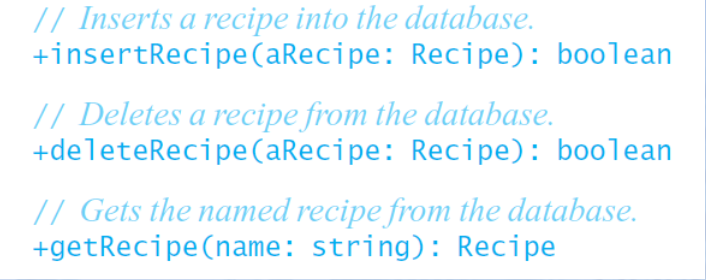 // Inserts a recipe into the database.
+insertRecipe(aRecipe: Recipe): boolean
// Deletes a recipe from the database.
+deleteRecipe(aRecipe: Recipe): boolean
// Gets the named recipe from the database.
+getRecipe(name: string): Recipe